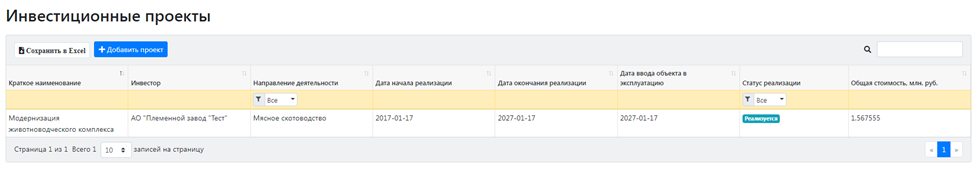 Инвестиционные проекты
Сохранить в Excel + Добавить проект
Краткое наименование Инвестор Направление деятельности Дата начала реализации Дата окончания реализации Дата ввода объекта в эксплуатацию Статус реализации Общая стоимость, млн. руб.
Все Все
Модернизация животноводческого комплекса АО "Племенной завод "Тест" Мясное скотоводство 2017-01-17 2027-01-17 2027-01-17 Реализуется 1.567555
Страница 1 из 1 Всего 1 10 записей на страницу « 1 »